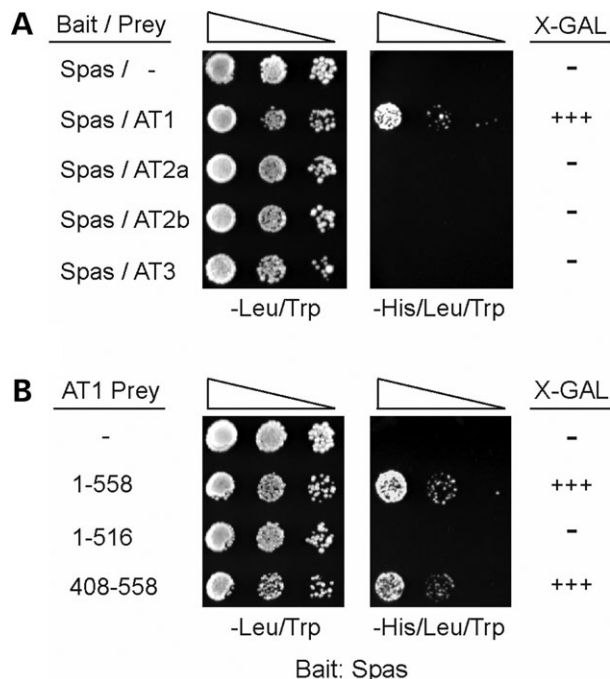 A Bait / Prey X-GAL
Spas / - -
Spas / AT1 +++
Spas / AT2a -
Spas / AT2b -
Spas / AT3 -
-Leu/Trp -His/Leu/Trp
B AT1 Prey X-GAL
- -
1-558 +++
1-516 -
408-558 +++
-Leu/Trp -His/Leu/Trp
Bait: Spas